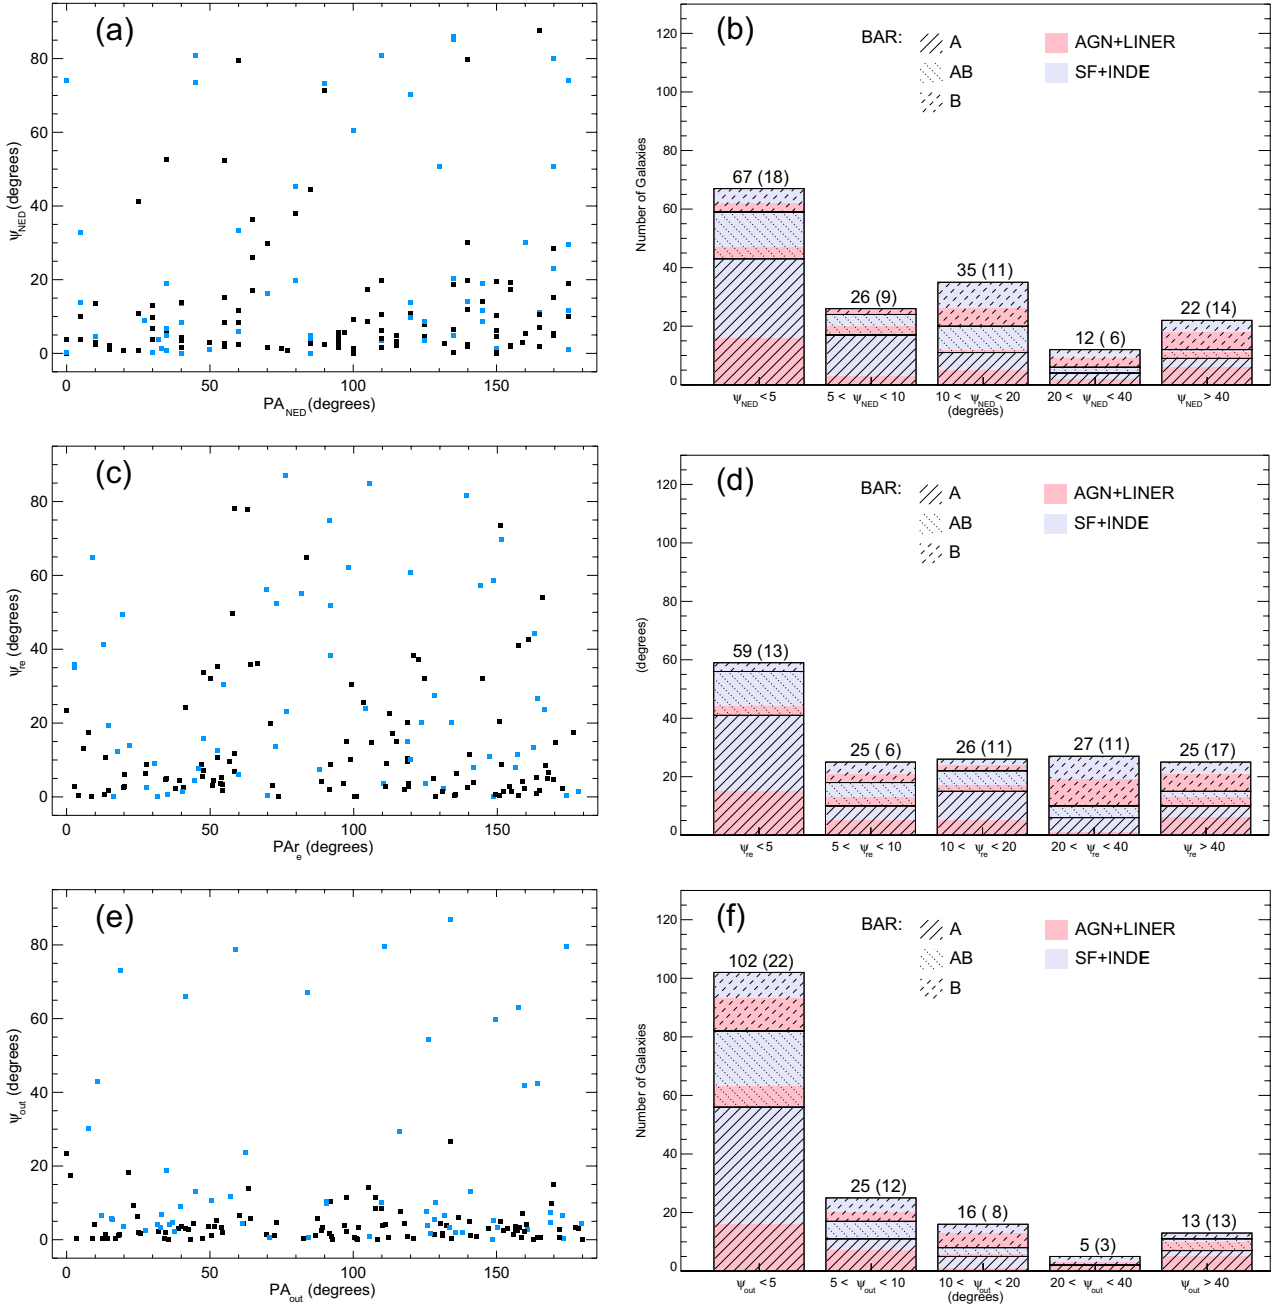 (a)
80
60
40
20
0
ψNED (degrees)
0 50 100 150
PANED (degrees)
(b)
BAR: A AGN+LINER
AB SF+INDE
B
120
100
80
60
40
20
0
Number of Galaxies
67 (18)
26 (9)
35 (11)
12 ( 6)
22 (14)
ψNED < 5 5 < ψNED < 10 10 < ψNED < 20 20 < ψNED < 40 ψNED > 40
(degrees)
(c)
80
60
40
20
0
ψre (degrees)
0 50 100 150
PAre (degrees)
(d)
BAR: A AGN+LINER
AB SF+INDE
B
120
100
80
60
40
20
0
(degrees)
59 (13)
25 ( 6)
26 (11)
27 (11)
25 (17)
ψre < 5 5 < ψre < 10 10 < ψre < 20 20 < ψre < 40 ψre > 40
(e)
80
60
40
20
0
ψout (degrees)
0 50 100 150
PAout (degrees)
(f)
BAR: A AGN+LINER
AB SF+INDE
B
120
100
80
60
40
20
0
Number of Galaxies
102 (22)
25 (12)
16 ( 8)
5 (3)
13 (13)
ψout < 5 5 < ψout < 10 10 < ψout < 20 20 < ψout < 40 ψout > 40
(degrees)